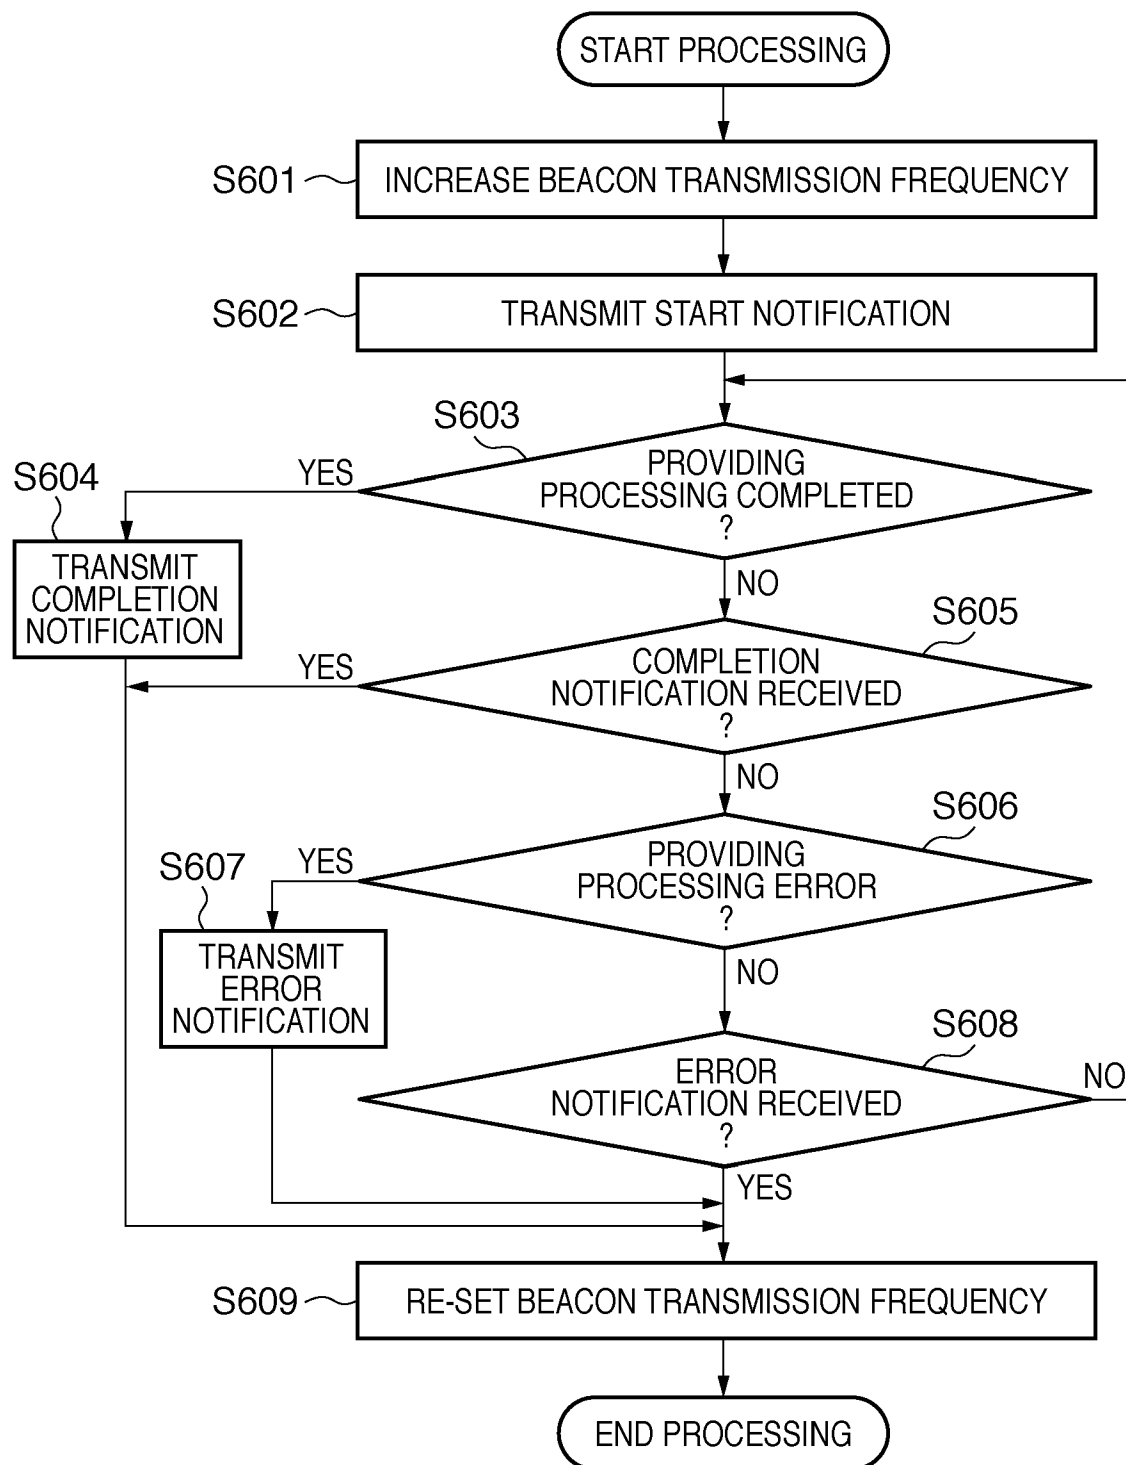 START PROCESSING
S601
INCREASE BEACON TRANSMISSION FREQUENCY
S602
TRANSMIT START NOTIFICATION
S603
PROVIDING
PROCESSING COMPLETED
?
YES
NO
S604
TRANSMIT
COMPLETION
NOTIFICATION
S605
COMPLETION
NOTIFICATION RECEIVED
?
YES
NO
S606
PROVIDING
PROCESSING ERROR
?
YES
NO
S607
TRANSMIT
ERROR
NOTIFICATION
S608
ERROR
NOTIFICATION RECEIVED
?
NO
YES
S609
RE-SET BEACON TRANSMISSION FREQUENCY
END PROCESSING